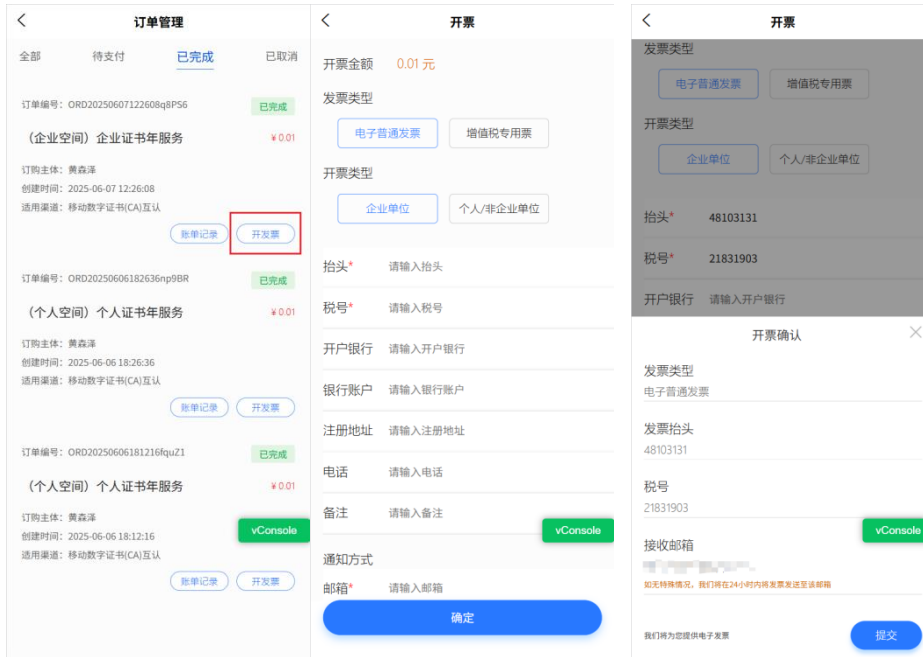 订单管理
全部 待支付 已完成 已取消
订单编号：ORD20250607122608q8PS6 已完成
（企业空间）企业证书年服务 ¥0.01
订购主体：黄森泽
创建时间：2025-06-07 12:26:08
适用渠道：移动数字证书(CA)互认
账单记录 开发票
订单编号：ORD20250606182636np9BR 已完成
（个人空间）个人证书年服务 ¥0.01
订购主体：黄森泽
创建时间：2025-06-06 18:26:36
适用渠道：移动数字证书(CA)互认
账单记录 开发票
订单编号：ORD20250606181216fquZ1 已完成
（个人空间）个人证书年服务 ¥0.01
订购主体：黄森泽
创建时间：2025-06-06 18:12:16
适用渠道：移动数字证书(CA)互认
vConsole
账单记录 开发票
开票
开票金额 0.01 元
发票类型
电子普通发票 增值税专用票
开票类型
企业单位 个人/非企业单位
抬头* 请输入抬头
税号* 请输入税号
开户银行 请输入开户银行
银行账户 请输入银行账户
注册地址 请输入注册地址
电话 请输入电话
备注 请输入备注
vConsole
通知方式
邮箱* 请输入邮箱
确定
开票
发票类型
电子普通发票 增值税专用票
开票类型
企业单位 个人/非企业单位
抬头* 48103131
税号* 21831903
开户银行 请输入开户银行
开票确认
发票类型
电子普通发票
发票抬头
48103131
税号
21831903
vConsole
接收邮箱
如无特殊情况，我们将在24小时内将发票发送至该邮箱
我们将为您提供电子发票 提交